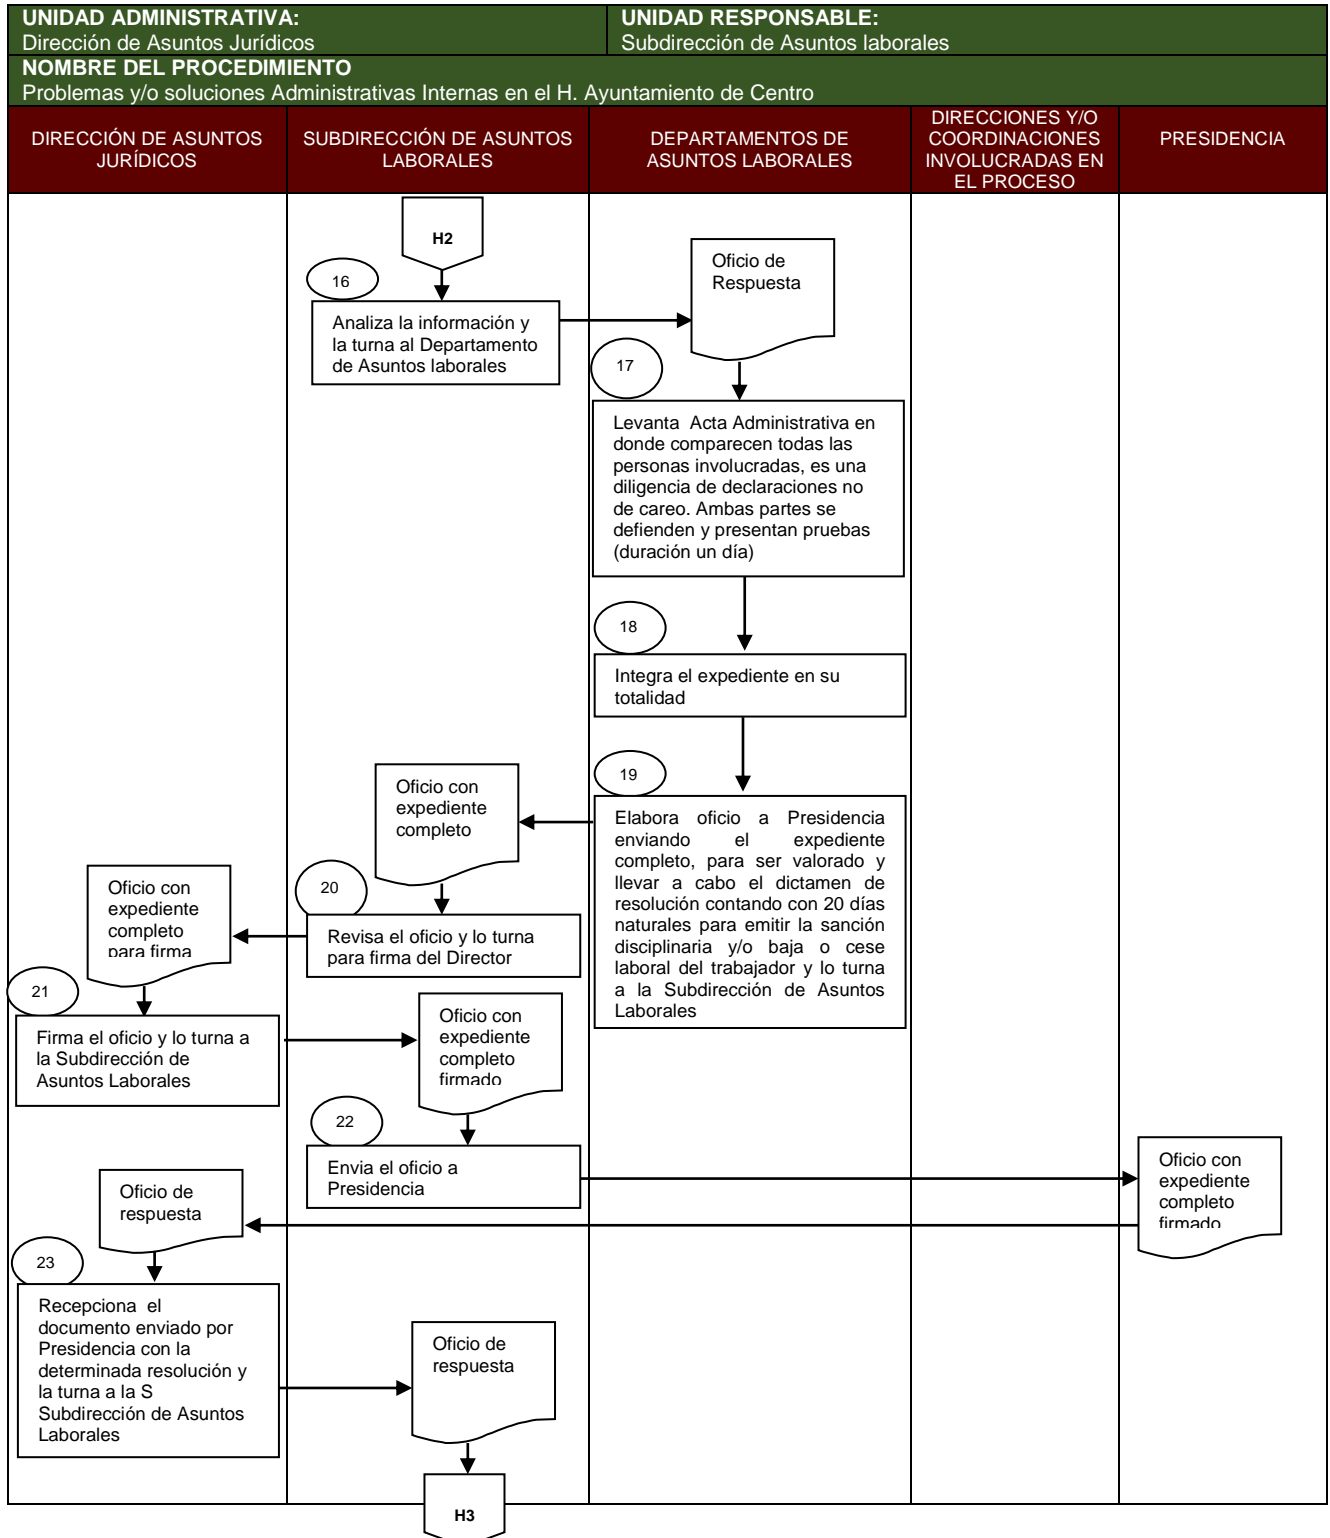 UNIDAD ADMINISTRATIVA:
Dirección de Asuntos Jurídicos
UNIDAD RESPONSABLE:
Subdirección de Asuntos laborales
NOMBRE DEL PROCEDIMIENTO
Problemas y/o soluciones Administrativas Internas en el H. Ayuntamiento de Centro
DIRECCIÓN DE ASUNTOS
JURÍDICOS
SUBDIRECCIÓN DE ASUNTOS
LABORALES
DEPARTAMENTOS DE
ASUNTOS LABORALES
DIRECCIONES Y/O
COORDINACIONES
INVOLUCRADAS EN
EL PROCESO
PRESIDENCIA
H2
16
Analiza la información y
la turna al Departamento
de Asuntos laborales
Oficio de
Respuesta
17
Levanta  Acta Administrativa en
donde comparecen todas las
personas involucradas, es una
diligencia de declaraciones no
de careo. Ambas partes se
defienden y presentan pruebas
(duración un día)
18
Integra el expediente en su
totalidad
19
Elabora oficio a Presidencia
enviando el expediente
completo, para ser valorado y
llevar a cabo el dictamen de
resolución contando con 20 días
naturales para emitir la sanción
disciplinaria y/o baja o cese
laboral del trabajador y lo turna
a la Subdirección de Asuntos
Laborales
Oficio con
expediente
completo
20
Revisa el oficio y lo turna
para firma del Director
Oficio con
expediente
completo
para firma
21
Firma el oficio y lo turna a
la Subdirección de
Asuntos Laborales
Oficio con
expediente
completo
firmado
22
Envia el oficio a
Presidencia
Oficio con
expediente
completo
firmado
Oficio de
respuesta
23
Recepciona  el
documento enviado por
Presidencia con la
determinada resolución y
la turna a la S
Subdirección de Asuntos
Laborales
Oficio de
respuesta
H3